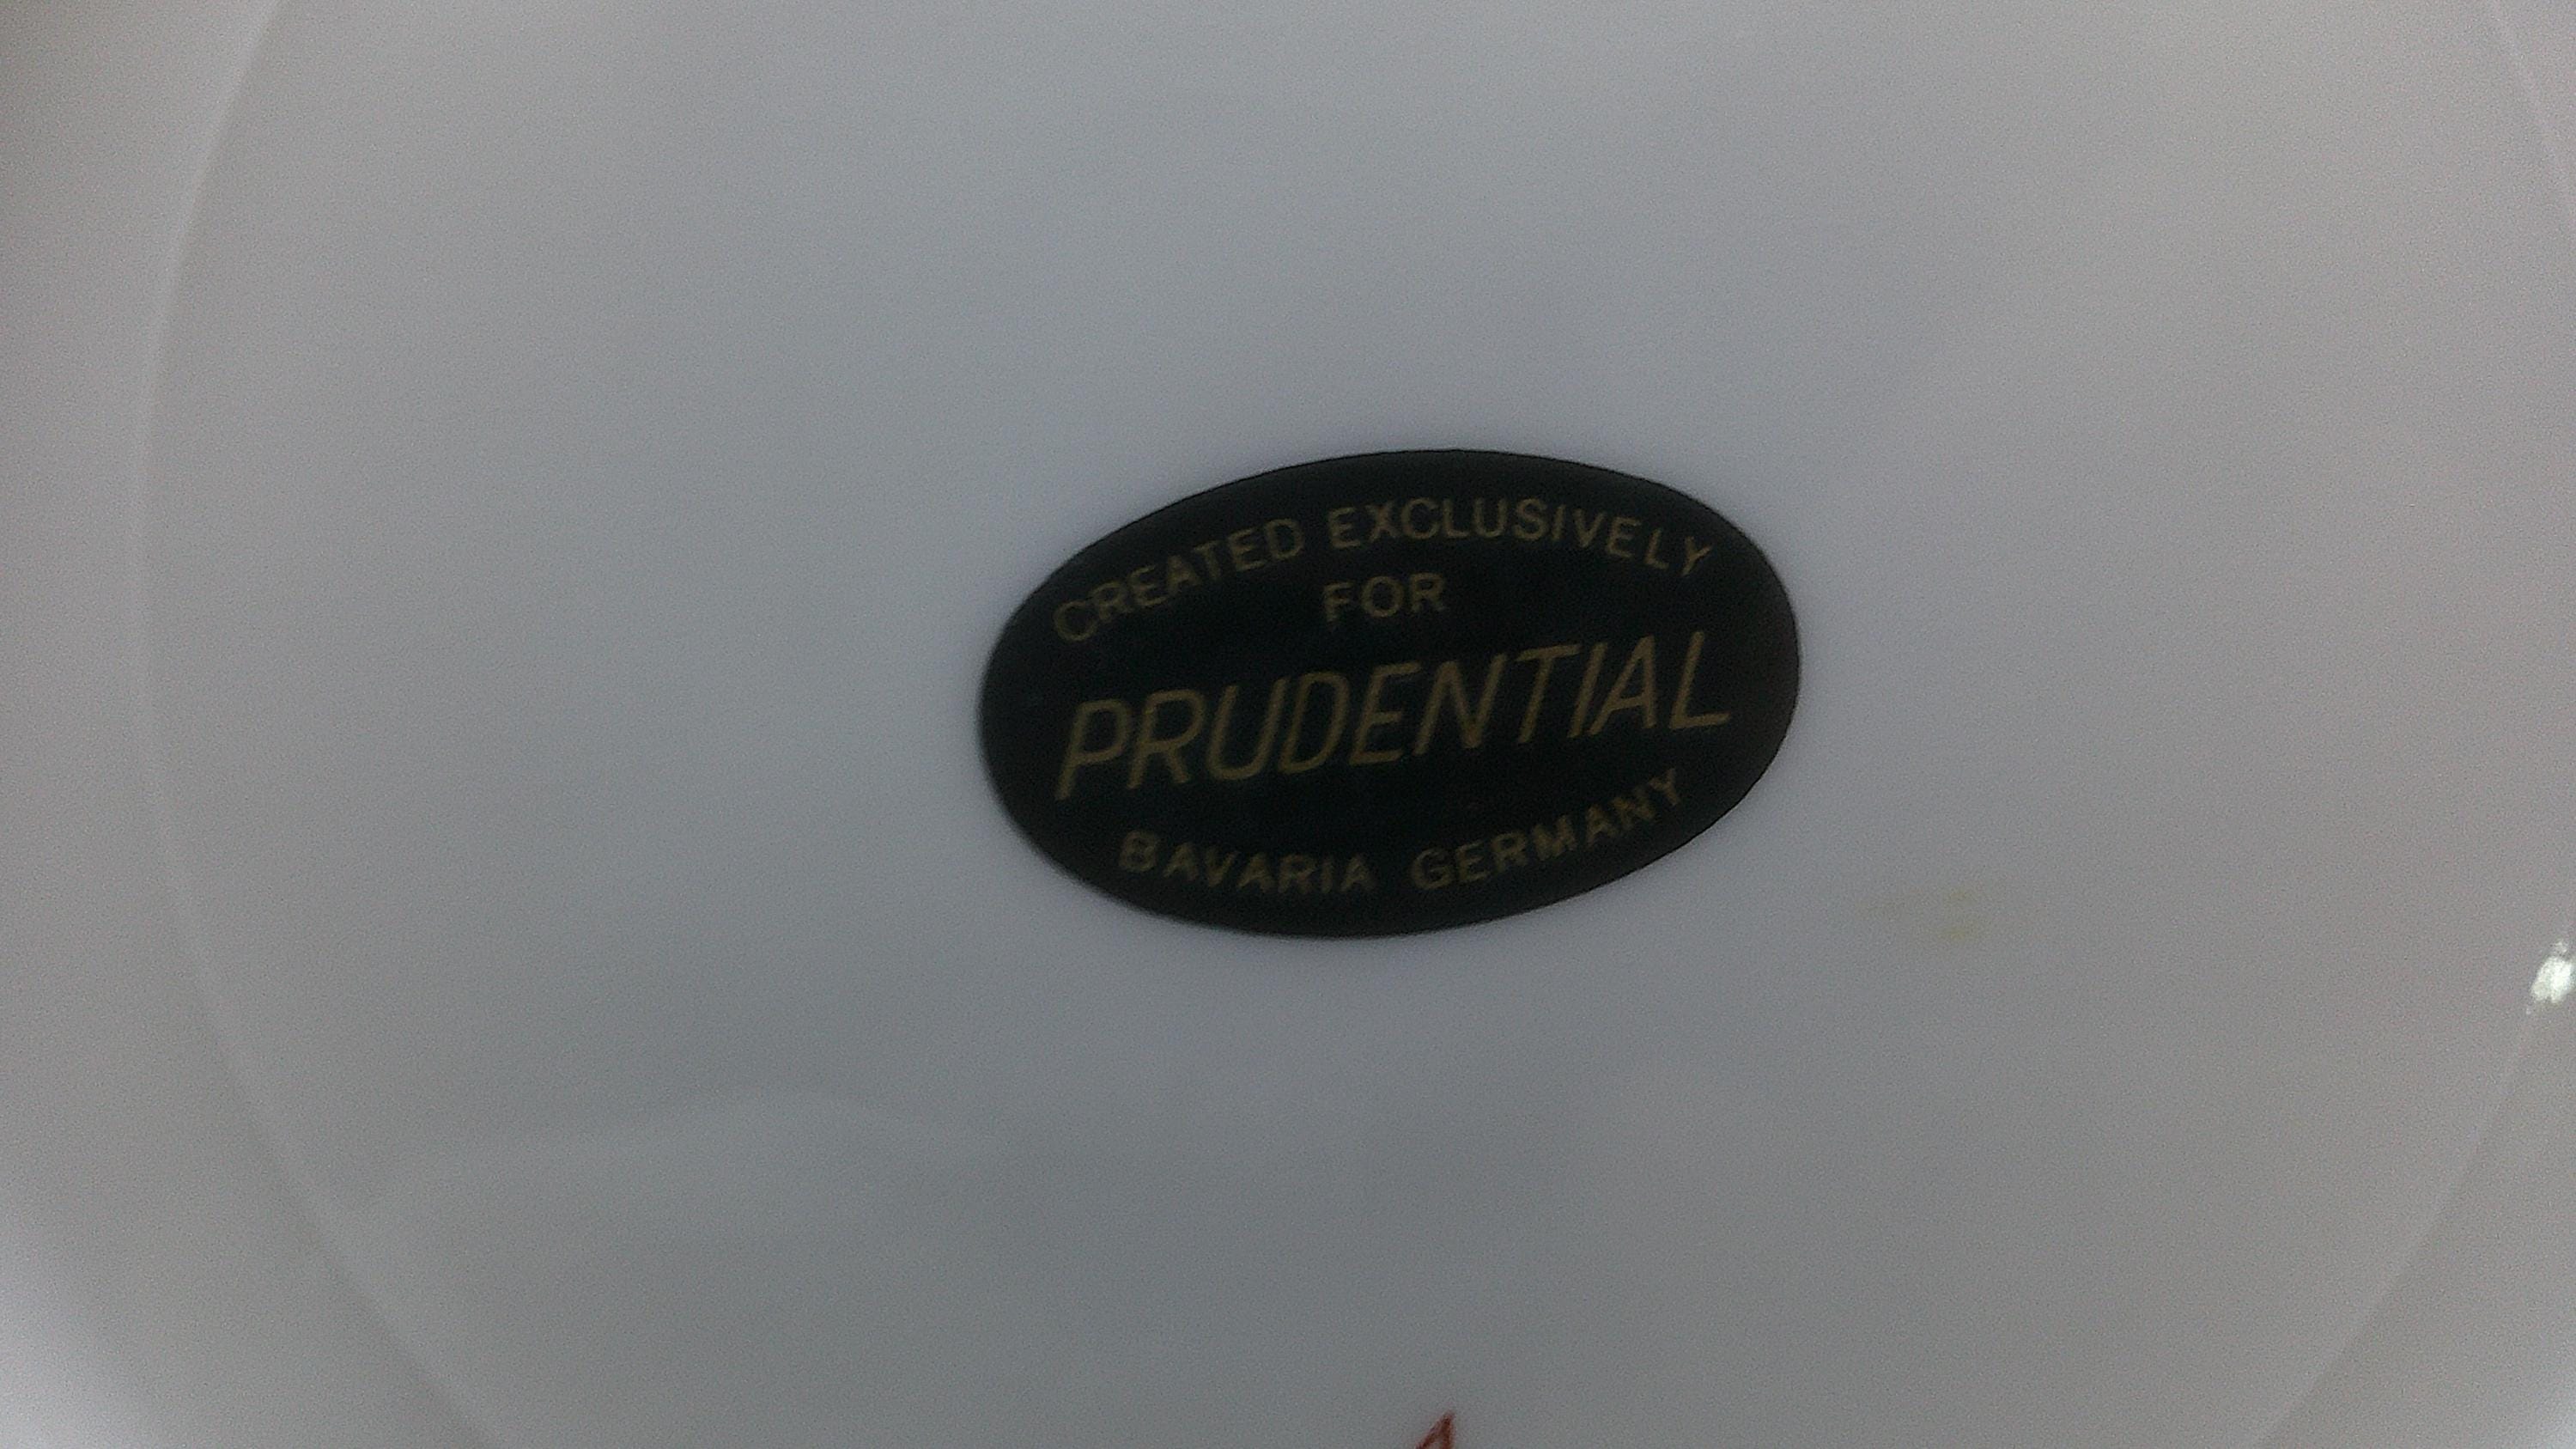 CREATED EXCLUSIVELY
FOR
PRUDENTIAL
BAVARIA GERMANY